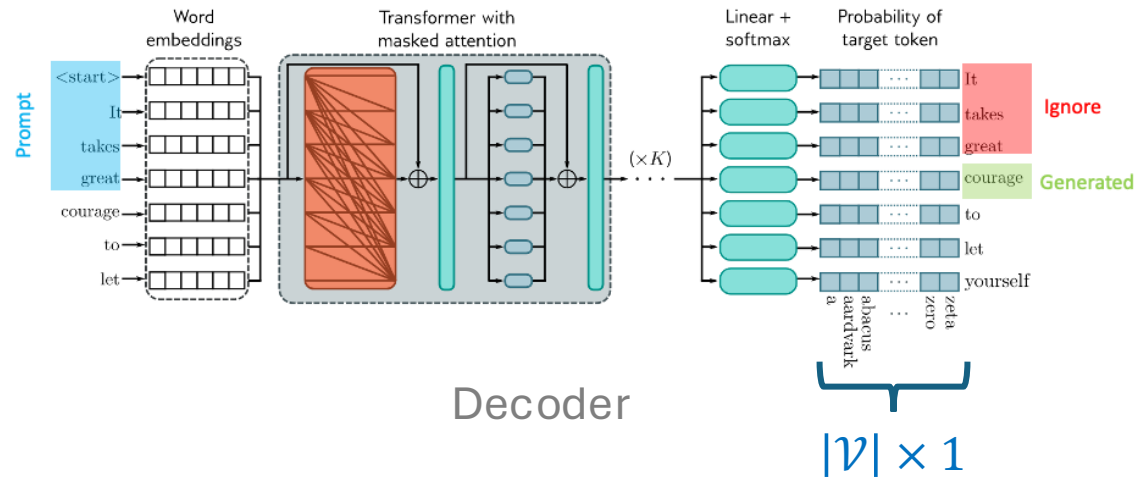 Word
embeddings
Transformer with
masked attention
Linear +
softmax
Probability of
target token
Prompt
<start>
It
takes
great
courage
to
let
(×K)
· · · ·
It
takes
great
courage
to
let
yourself
Ignore
Generated
· · ·
· · ·
· · ·
· · ·
· · ·
· · ·
· · ·
a
aardvark
abacus
· · ·
zero
zeta
Decoder
|𝒱| × 1